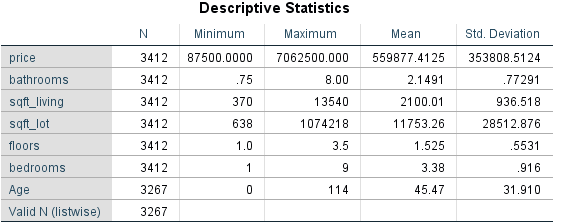 Descriptive Statistics
N Minimum Maximum Mean Std. Deviation
price 3412 87500.0000 7062500.000 559877.4125 353808.5124
bathrooms 3412 .75 8.00 2.1491 .77291
sqft_living 3412 370 13540 2100.01 936.518
sqft_lot 3412 638 1074218 11753.26 28512.876
floors 3412 1.0 3.5 1.525 .5531
bedrooms 3412 1 9 3.38 .916
Age 3267 0 114 45.47 31.910
Valid N (listwise) 3267